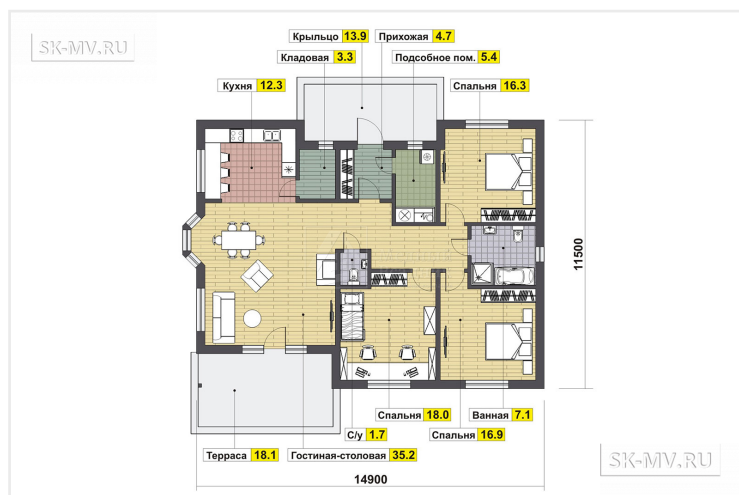 SK-MV.RU
Крыльцо 13.9
Прихожая 4.7
Кладовая 3.3
Подсобное пом. 5.4
Кухня 12.3
Спальня 16.3
11500
Спальня 18.0
Ванная 7.1
С/у 1.7
Спальня 16.9
Терраса 18.1
Гостиная-столовая 35.2
SK-MV.RU
14900